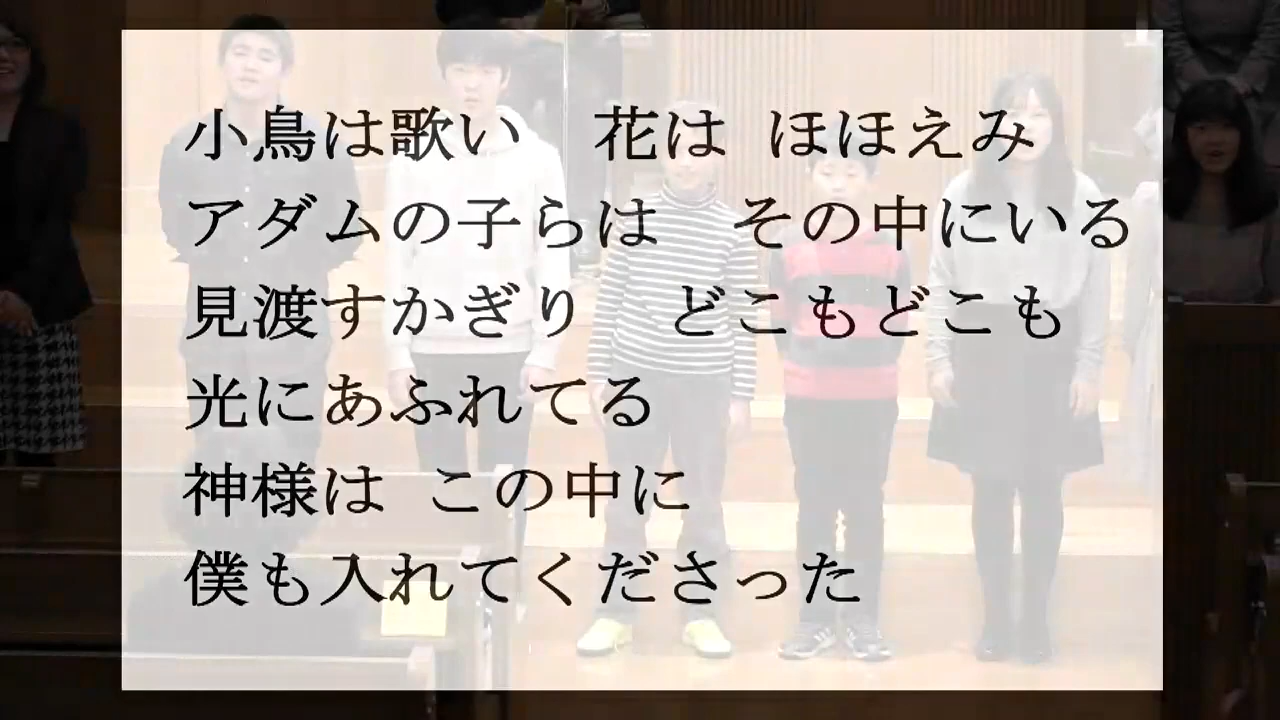 小鳥は歌い　花は ほほえみ
アダムの子らは　その中にいる
見渡すかぎり　どこもどこも
光にあふれてる
神様は この中に
僕も入れてくださった